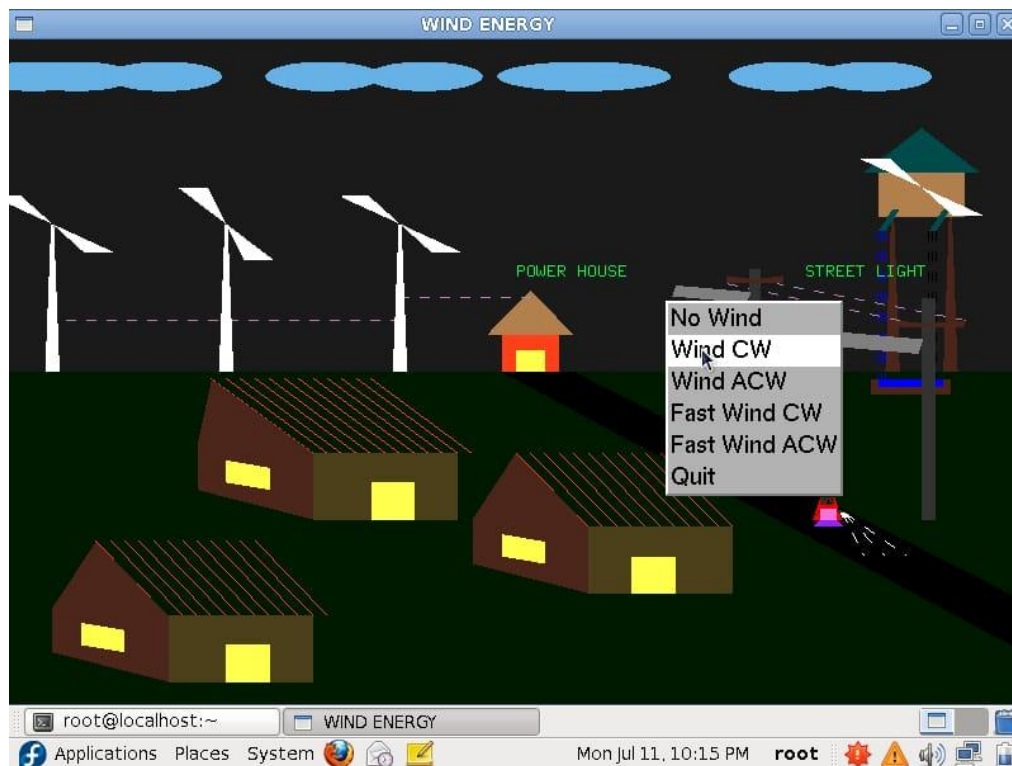 WIND ENERGY
POWER HOUSE
STREET LIGHT
No Wind
Wind CW
Wind ACW
Fast Wind CW
Fast Wind ACW
Quit
root@localhost:~
WIND ENERGY
Applications Places System Mon Jul 11, 10:15 PM root